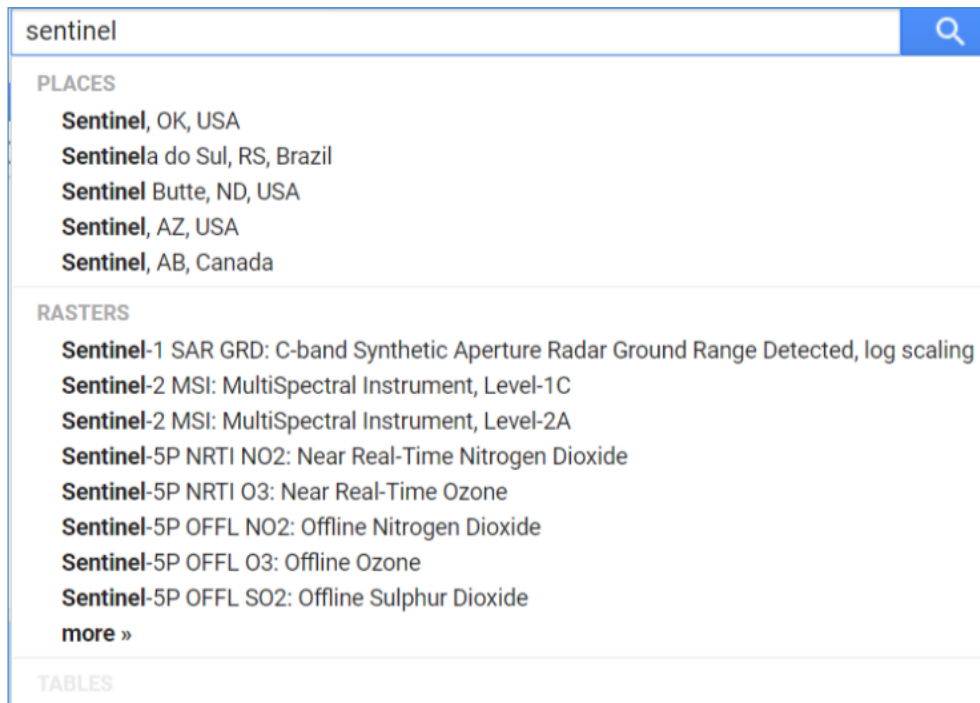 sentinel
PLACES
Sentinel, OK, USA
Sentinela do Sul, RS, Brazil
Sentinel Butte, ND, USA
Sentinel, AZ, USA
Sentinel, AB, Canada
RASTERS
Sentinel-1 SAR GRD: C-band Synthetic Aperture Radar Ground Range Detected, log scaling
Sentinel-2 MSI: MultiSpectral Instrument, Level-1C
Sentinel-2 MSI: MultiSpectral Instrument, Level-2A
Sentinel-5P NRTI NO2: Near Real-Time Nitrogen Dioxide
Sentinel-5P NRTI O3: Near Real-Time Ozone
Sentinel-5P OFFL NO2: Offline Nitrogen Dioxide
Sentinel-5P OFFL O3: Offline Ozone
Sentinel-5P OFFL SO2: Offline Sulphur Dioxide
more »
TABLES